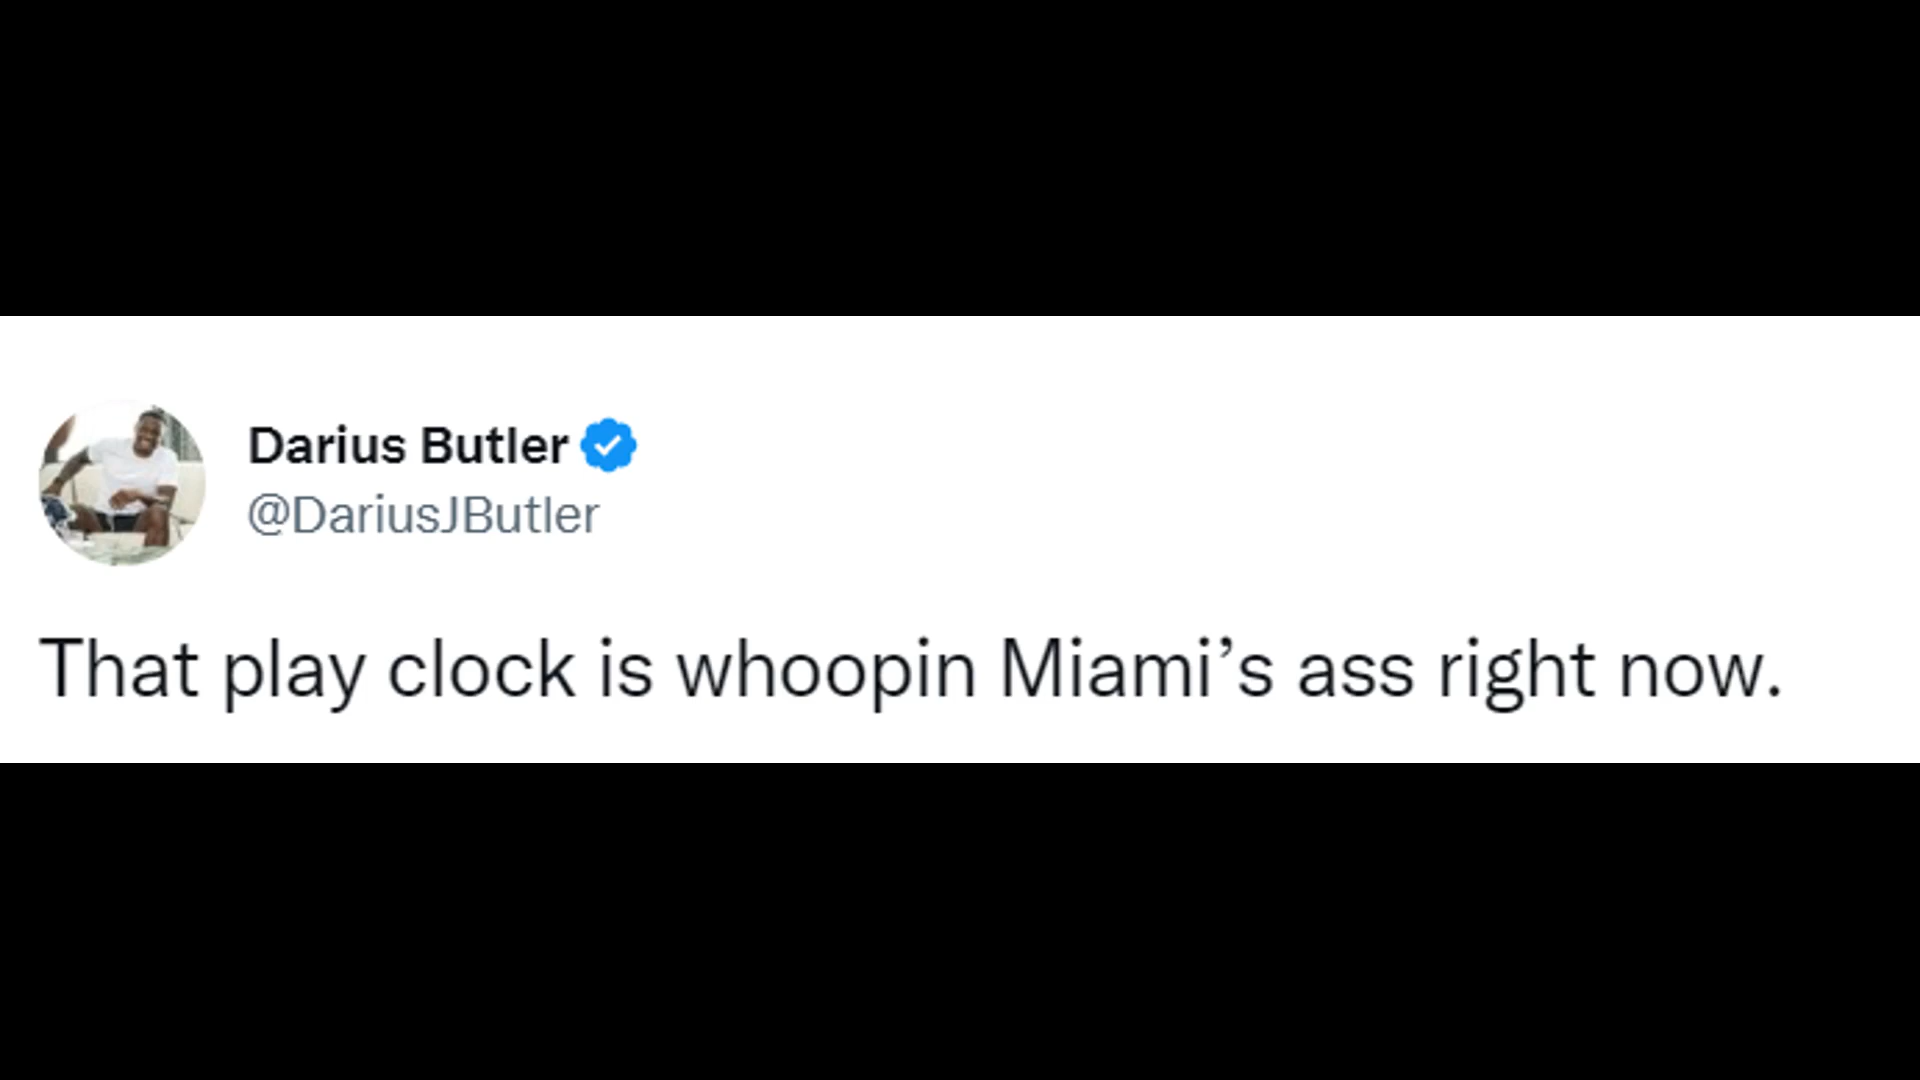 Darius Butler
@DariusJButler
That play clock is whoopin Miami’s ass right now.